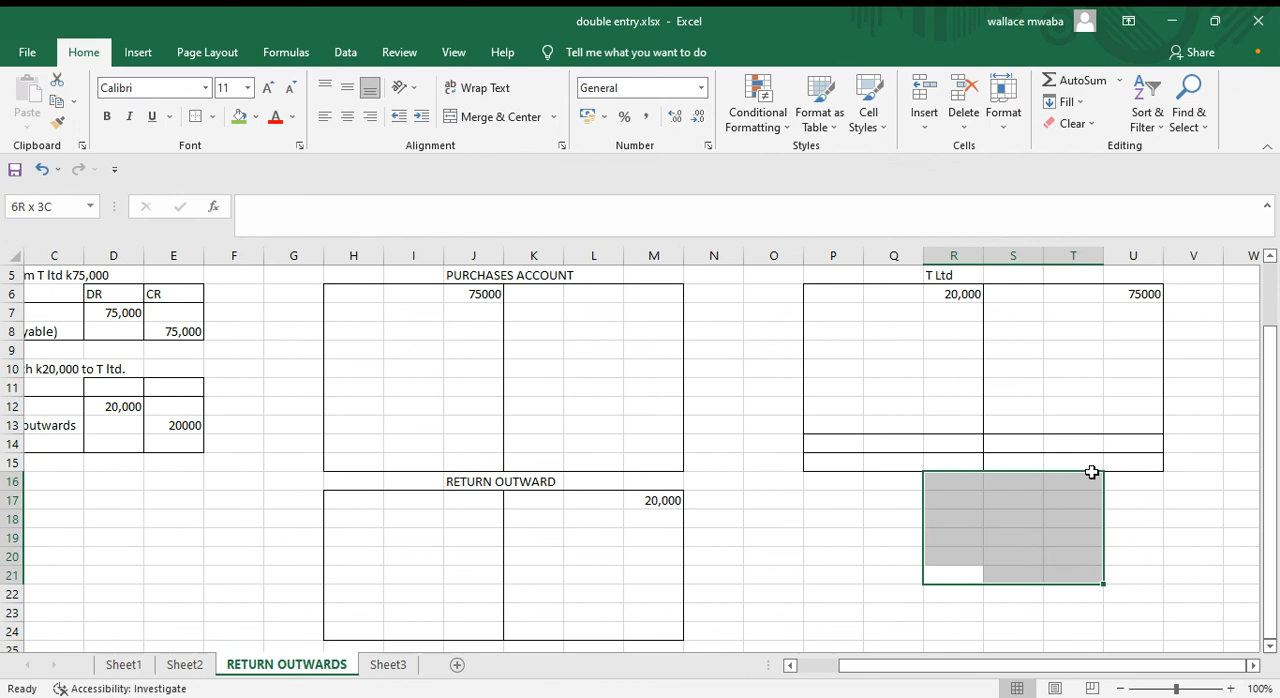 double entry.xlsx - Excel
wallace mwaba
File Home Insert Page Layout Formulas Data Review View Help Tell me what you want to do Share
Paste
Calibri 11
B I U
Wrap Text
Merge & Center
General
%
Conditional Formatting
Format as Table
Cell Styles
Insert Delete Format
AutoSum
Fill
Clear
Sort & Filter
Find & Select
Clipboard Font Alignment Number Styles Cells Editing
6R x 3C fx
C D E F G H I J K L M N O P Q R S T U V W
5 m T ltd k75,000 PURCHASES ACCOUNT T Ltd
6 DR CR 75000 20,000 75000
7 75,000
8 yable) 75,000
9
10 h k20,000 to T ltd.
11
12 20,000
13 outwards 20000
14
15
16 RETURN OUTWARD
17 20,000
18
19
20
21
22
23
24
25
Sheet1 Sheet2 RETURN OUTWARDS Sheet3
Ready Accessibility: Investigate 100%